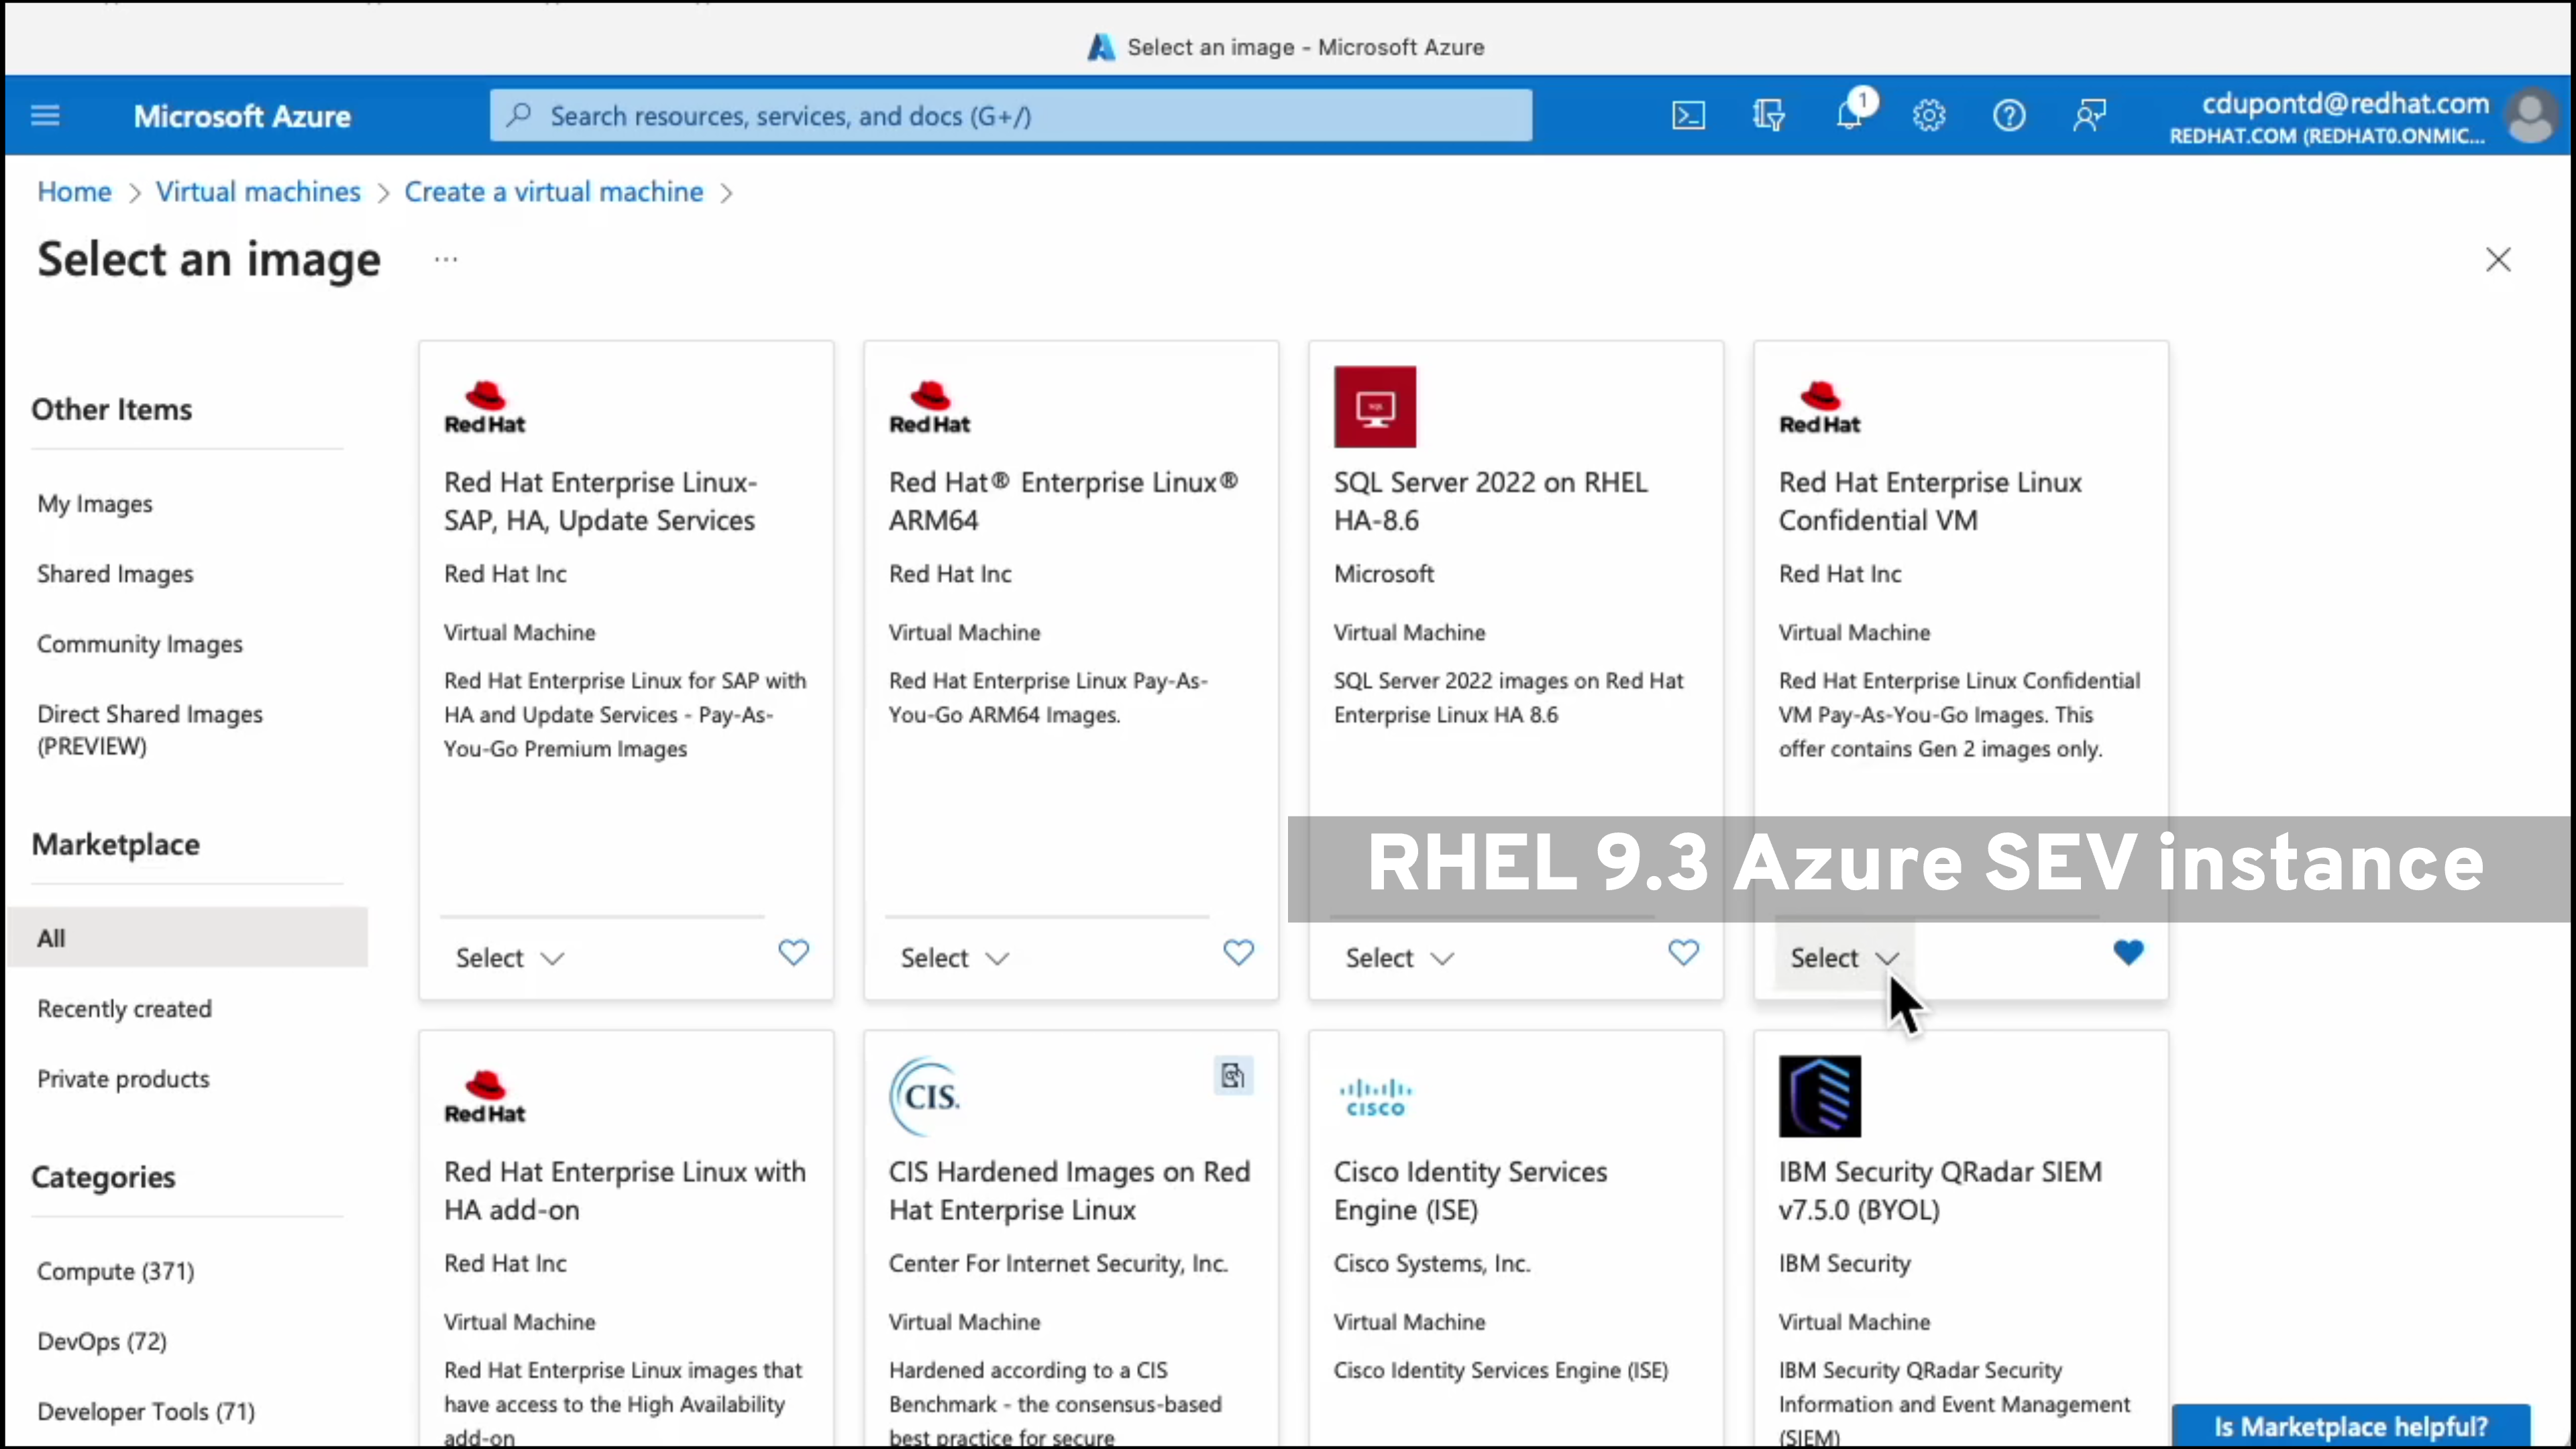 Select an image - Microsoft Azure
Microsoft Azure
Search resources, services, and docs (G+/)
1
cdupontd@redhat.com
REDHAT.COM (REDHAT0.ONMIC...
Home > Virtual machines > Create a virtual machine >
Select an image ...
Other Items
My Images
Shared Images
Community Images
Direct Shared Images
(PREVIEW)
Marketplace
All
Recently created
Private products
Categories
Compute (371)
DevOps (72)
Developer Tools (71)
Red Hat
Red Hat Enterprise Linux-
SAP, HA, Update Services
Red Hat Inc
Virtual Machine
Red Hat Enterprise Linux for SAP with
HA and Update Services - Pay-As-
You-Go Premium Images
Select
Red Hat
Red Hat® Enterprise Linux®
ARM64
Red Hat Inc
Virtual Machine
Red Hat Enterprise Linux Pay-As-
You-Go ARM64 Images.
Select
SQL
SQL Server 2022 on RHEL
HA-8.6
Microsoft
Virtual Machine
SQL Server 2022 images on Red Hat
Enterprise Linux HA 8.6
Select
Red Hat
Red Hat Enterprise Linux
Confidential VM
Red Hat Inc
Virtual Machine
Red Hat Enterprise Linux Confidential
VM Pay-As-You-Go Images. This
offer contains Gen 2 images only.
RHEL 9.3 Azure SEV instance
Select
Red Hat
Red Hat Enterprise Linux with
HA add-on
Red Hat Inc
Virtual Machine
Red Hat Enterprise Linux images that
have access to the High Availability
add-on
CIS.
CIS Hardened Images on Red
Hat Enterprise Linux
Center For Internet Security, Inc.
Virtual Machine
Hardened according to a CIS
Benchmark - the consensus-based
best practice for secure
CISCO
Cisco Identity Services
Engine (ISE)
Cisco Systems, Inc.
Virtual Machine
Cisco Identity Services Engine (ISE)
IBM Security QRadar SIEM
v7.5.0 (BYOL)
IBM Security
Virtual Machine
IBM Security QRadar Security
Information and Event Management
(SIEM)
Is Marketplace helpful?